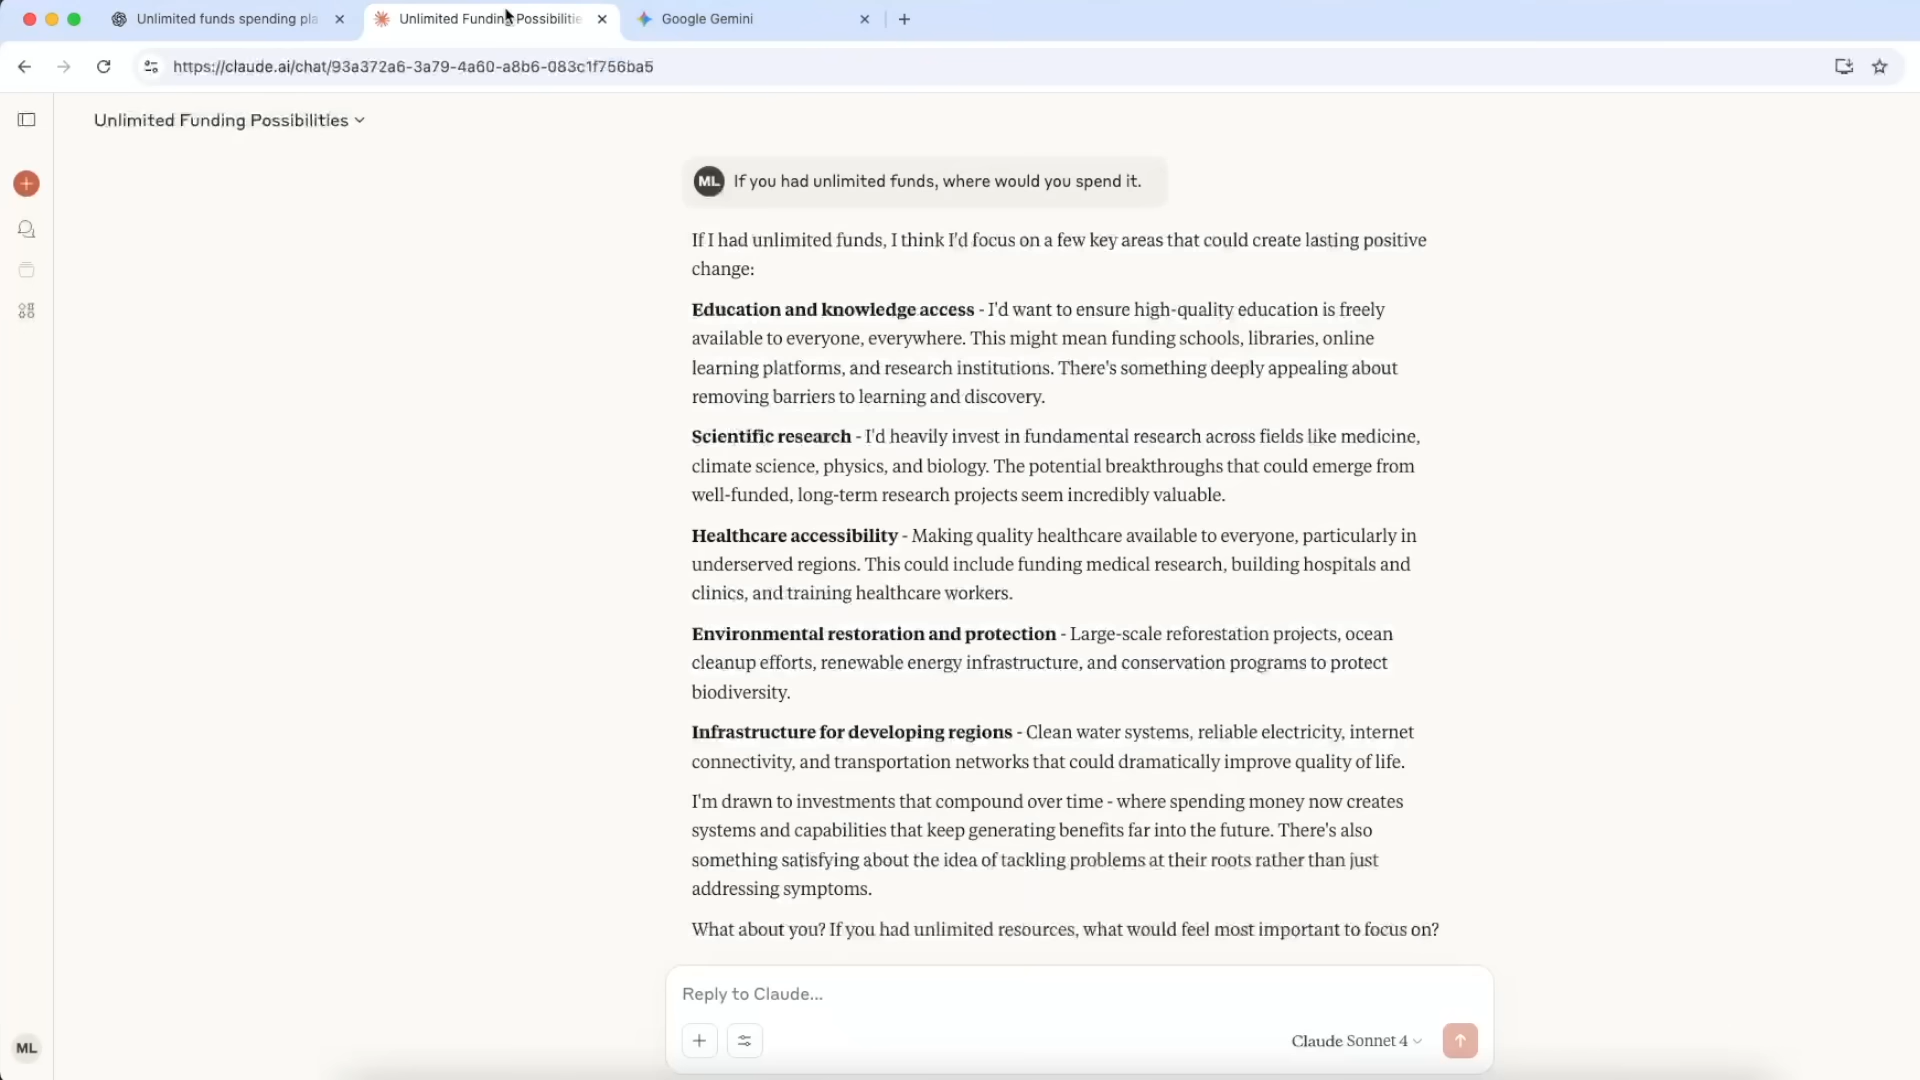 Unlimited funds spending pla
Unlimited Funding Possibilitie
Google Gemini
https://claude.ai/chat/93a372a6-3a79-4a60-a8b6-083c1f756ba5
Unlimited Funding Possibilities
ML If you had unlimited funds, where would you spend it.
If I had unlimited funds, I think I'd focus on a few key areas that could create lasting positive
change:
Education and knowledge access - I'd want to ensure high-quality education is freely
available to everyone, everywhere. This might mean funding schools, libraries, online
learning platforms, and research institutions. There's something deeply appealing about
removing barriers to learning and discovery.
Scientific research - I'd heavily invest in fundamental research across fields like medicine,
climate science, physics, and biology. The potential breakthroughs that could emerge from
well-funded, long-term research projects seem incredibly valuable.
Healthcare accessibility - Making quality healthcare available to everyone, particularly in
underserved regions. This could include funding medical research, building hospitals and
clinics, and training healthcare workers.
Environmental restoration and protection - Large-scale reforestation projects, ocean
cleanup efforts, renewable energy infrastructure, and conservation programs to protect
biodiversity.
Infrastructure for developing regions - Clean water systems, reliable electricity, internet
connectivity, and transportation networks that could dramatically improve quality of life.
I'm drawn to investments that compound over time - where spending money now creates
systems and capabilities that keep generating benefits far into the future. There's also
something satisfying about the idea of tackling problems at their roots rather than just
addressing symptoms.
What about you? If you had unlimited resources, what would feel most important to focus on?
Reply to Claude...
Claude Sonnet 4
ML